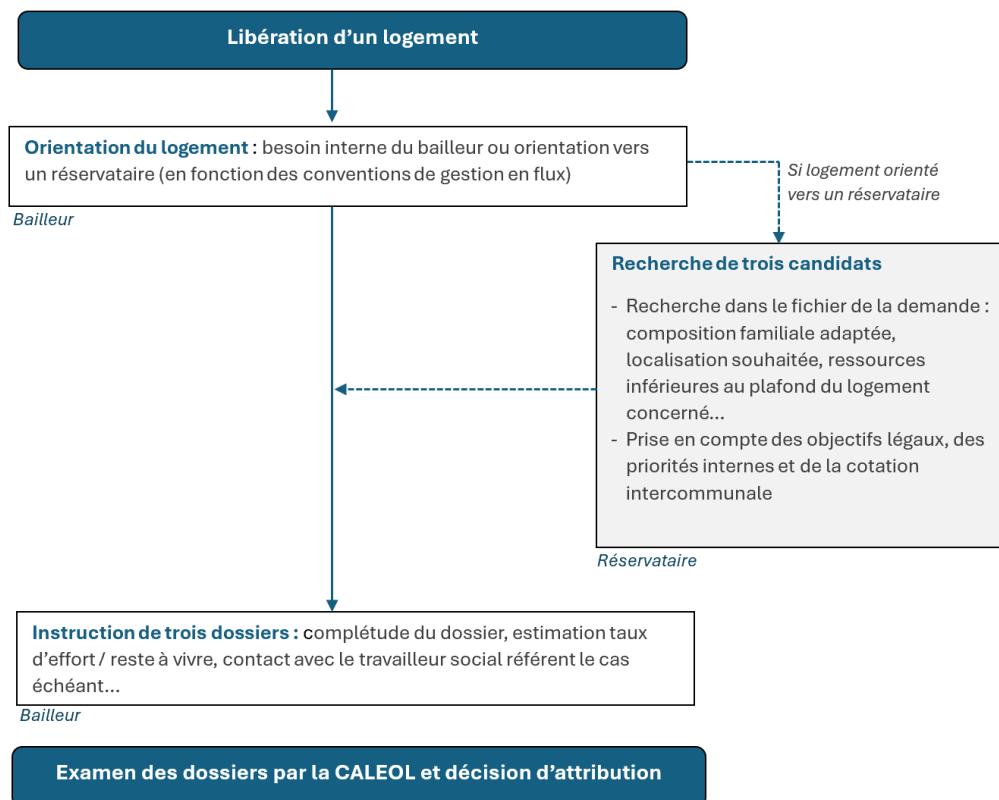 Libération d’un logement
Orientation du logement : besoin interne du bailleur ou orientation vers
un réservataire (en fonction des conventions de gestion en flux)
Bailleur
Si logement orienté
vers un réservataire
Recherche de trois candidats
- Recherche dans le fichier de la demande :
composition familiale adaptée,
localisation souhaitée, ressources
inférieures au plafond du logement
concerné...
- Prise en compte des objectifs légaux, des
priorités internes et de la cotation
intercommunale
Réservataire
Instruction de trois dossiers : complétude du dossier, estimation taux
d’effort / reste à vivre, contact avec le travailleur social référent le cas
échéant...
Bailleur
Examen des dossiers par la CALEOL et décision d’attribution